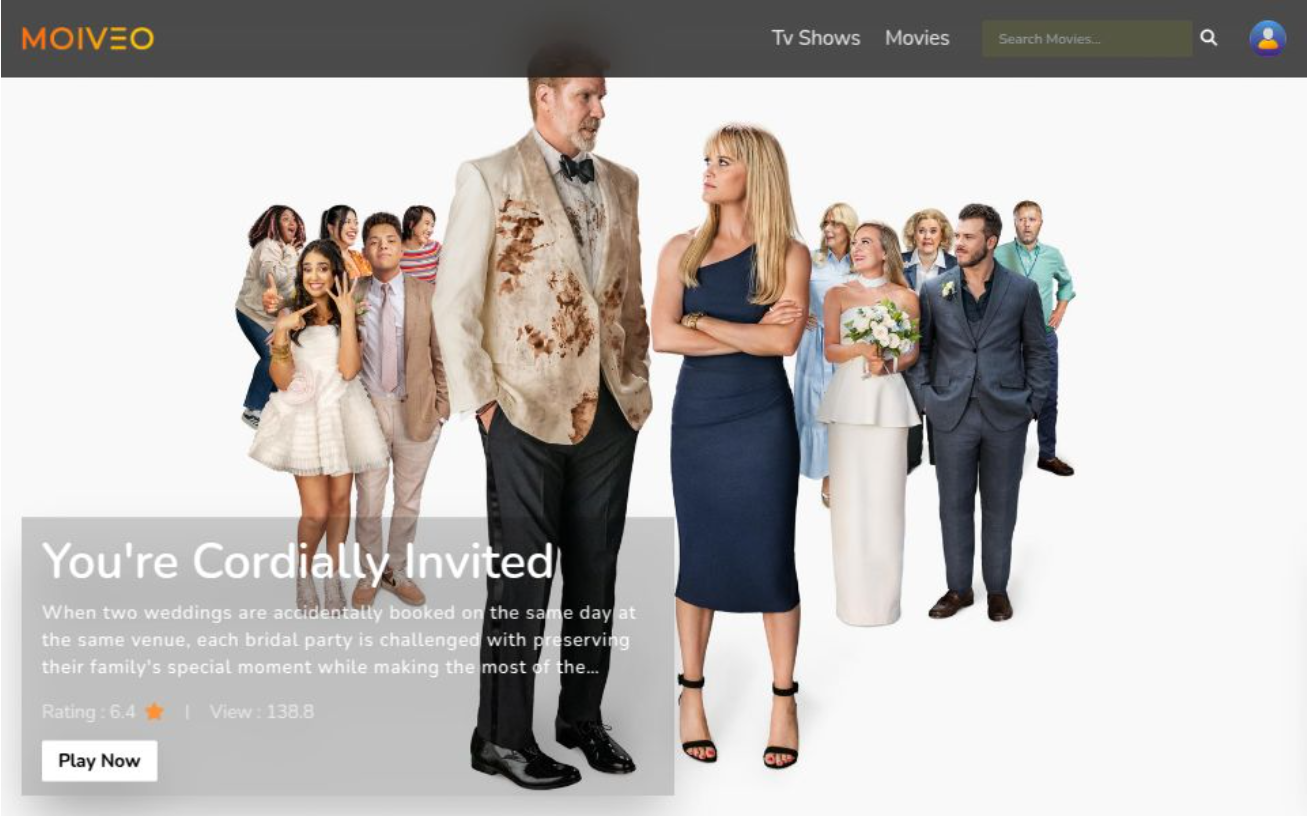 MOIVEO
Tv Shows
Movies
Search Movies...
You're Cordially Invited
When two weddings are accidentally booked on the same day at
the same venue, each bridal party is challenged with preserving
their family's special moment while making the most of the...
Rating : 6.4 | View : 138.8
Play Now